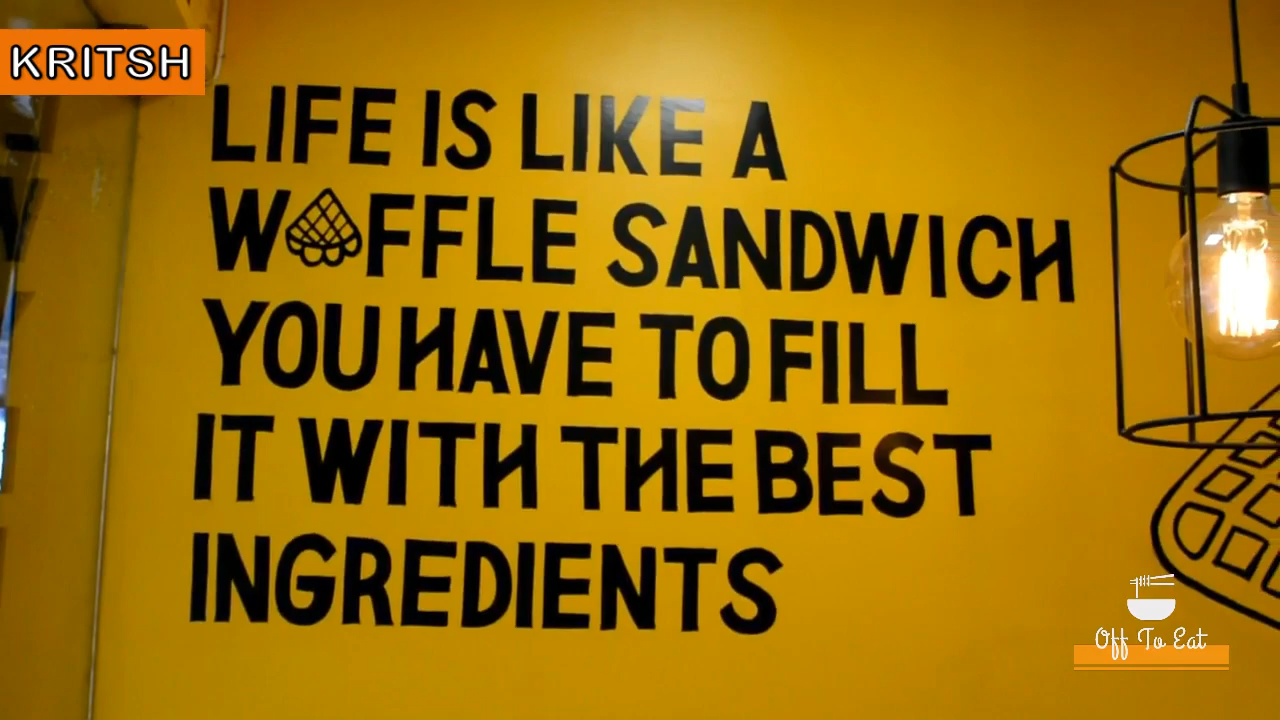 KRITSH
LIFE IS LIKE A
WAFFLE SANDWICH
YOU HAVE TO FILL
IT WITH THE BEST
INGREDIENTS
Off To Eat